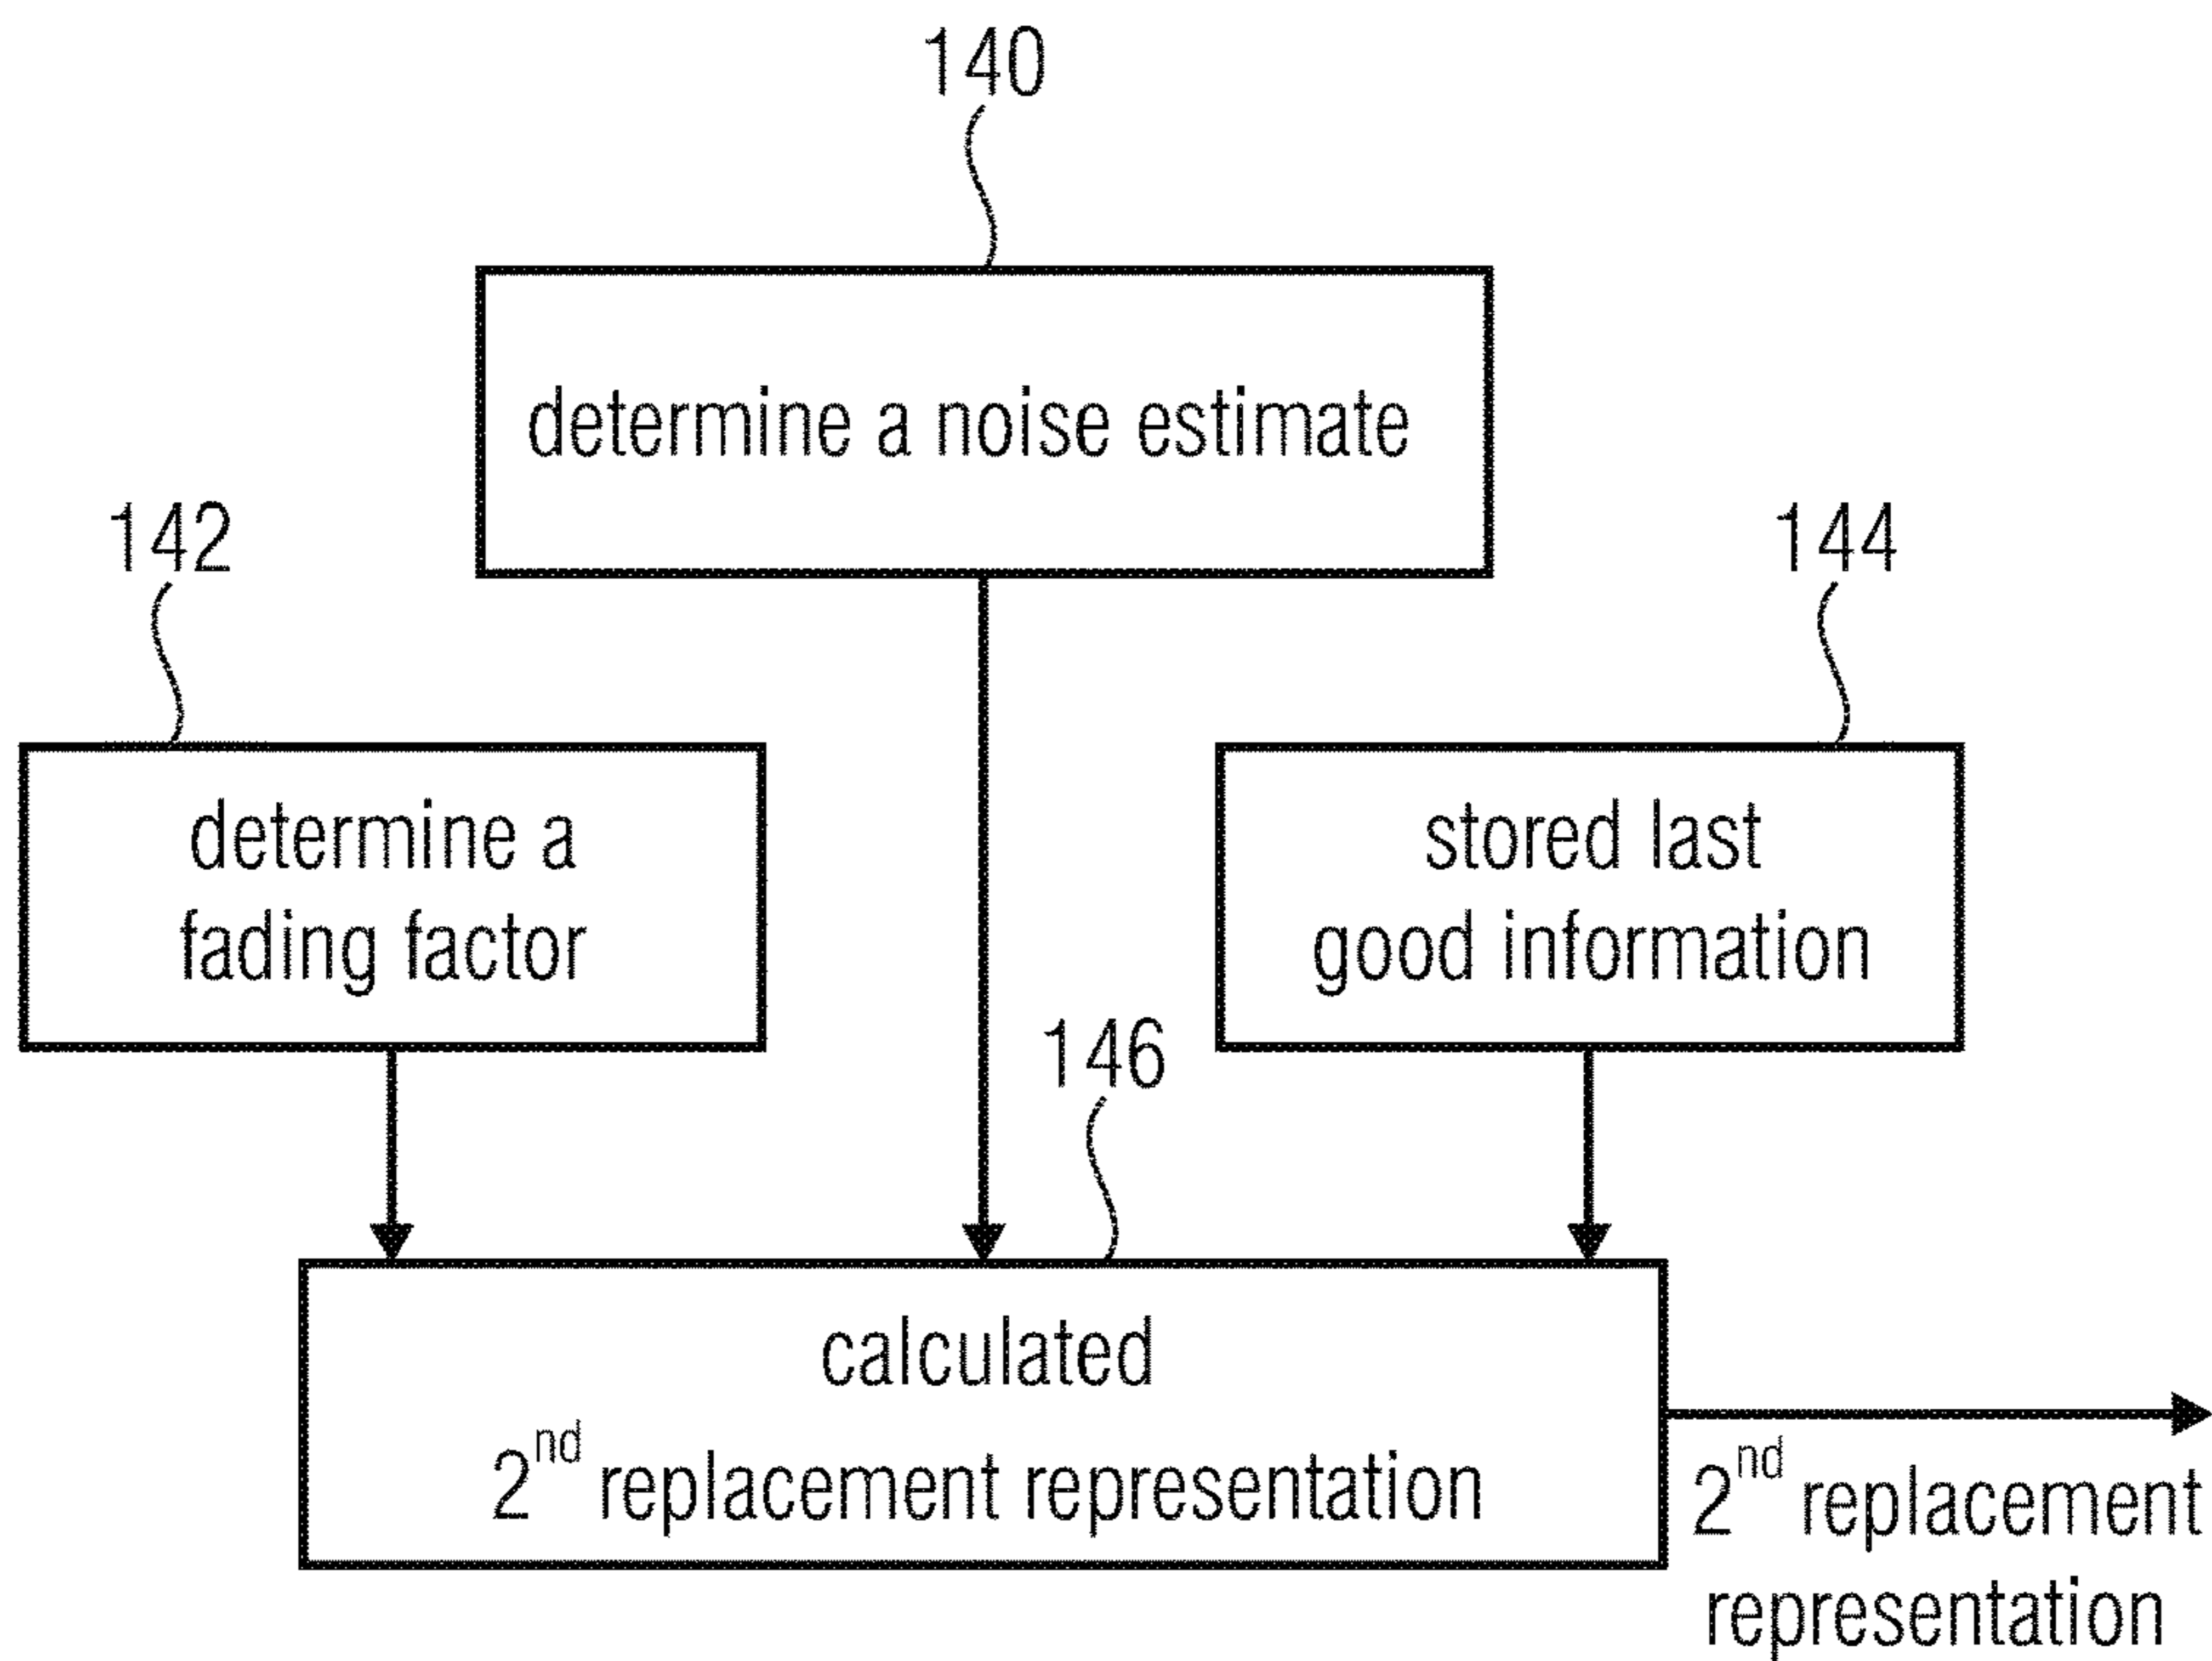 140
determine a noise estimate
142
144
determine a
fading factor
stored last
good information
146
calculated
2nd replacement representation
2nd replacement
representation